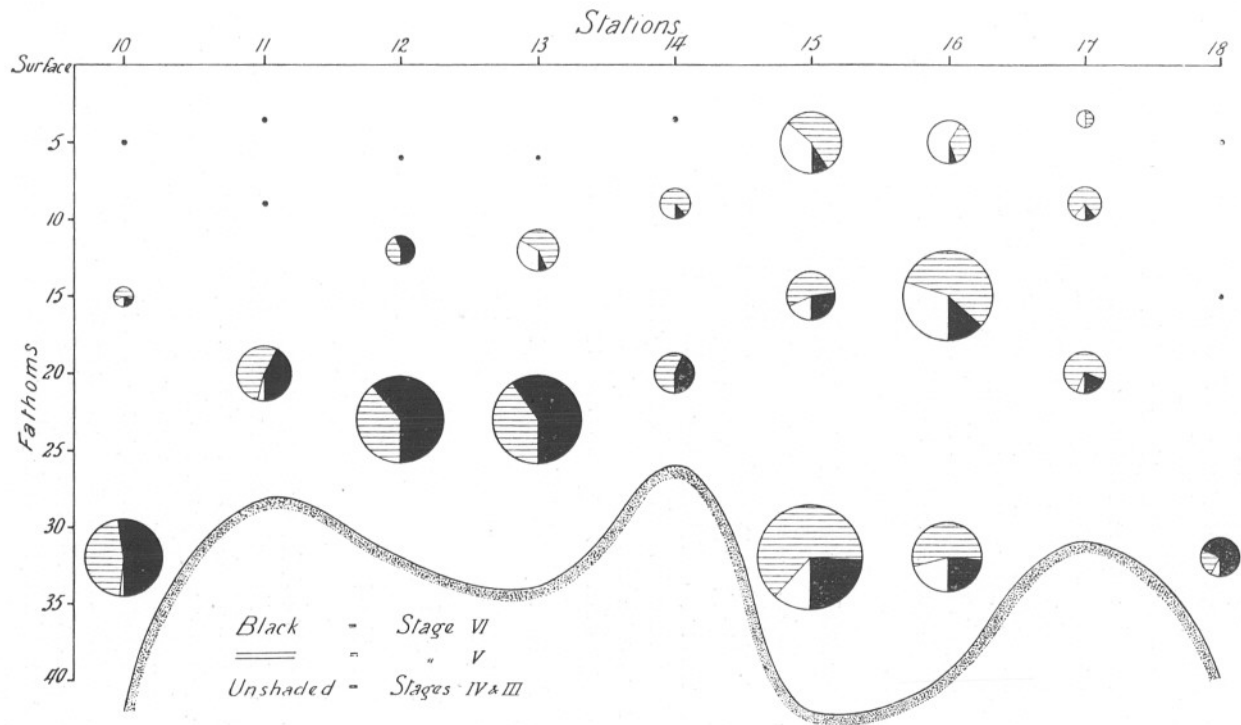 Stations
10 11 12 13 14 15 16 17 18
Surface
5
10
15
20
25
30
35
40
Fathoms
Black - Stage VI
- " V
Unshaded - Stages IV & III